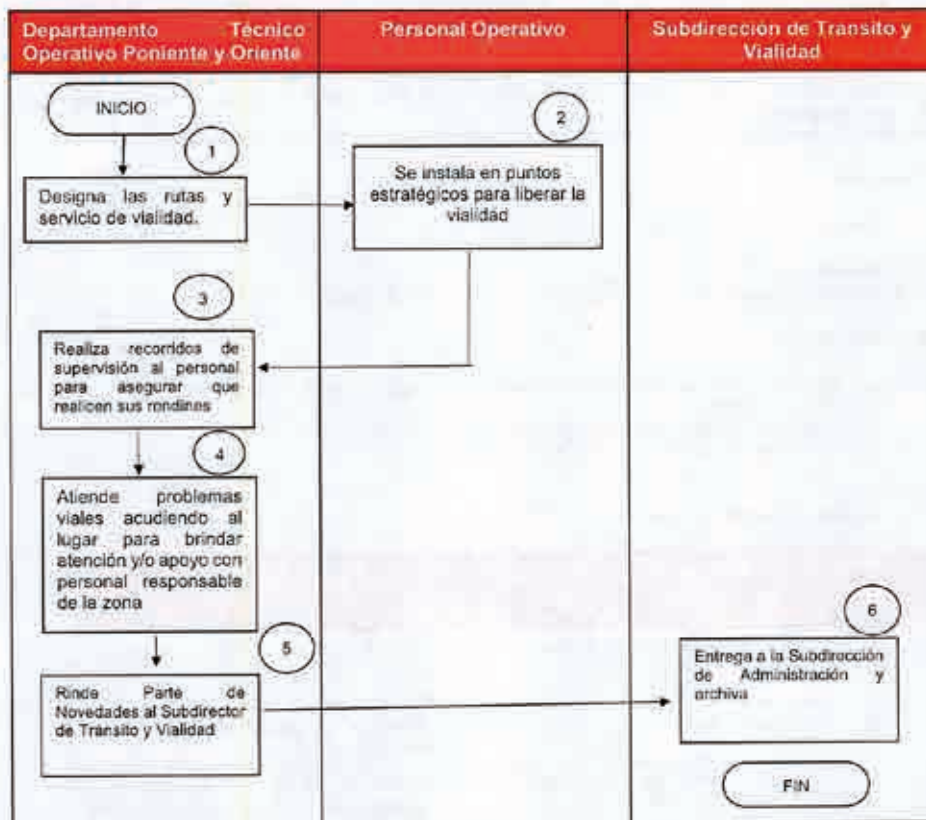 Departamento Técnico
Operativo Poniente y Oriente
Personal Operativo
Subdirección de Transito y
Vialidad
INICIO
1
Designa las rutas y
servicio de vialidad.
2
Se instala en puntos
estratégicos para liberar la
vialidad
3
Realiza recorridos de
supervisión al personal
para asegurar que
realicen sus rondines
4
Atiende problemas
viales acudiendo al
lugar para brindar
atención y/o apoyo con
personal responsable
de la zona
5
Rinde Parte de
Novedades al Subdirector
de Tránsito y Vialidad
6
Entrega a la Subdirección
de Administración y
archiva
FIN